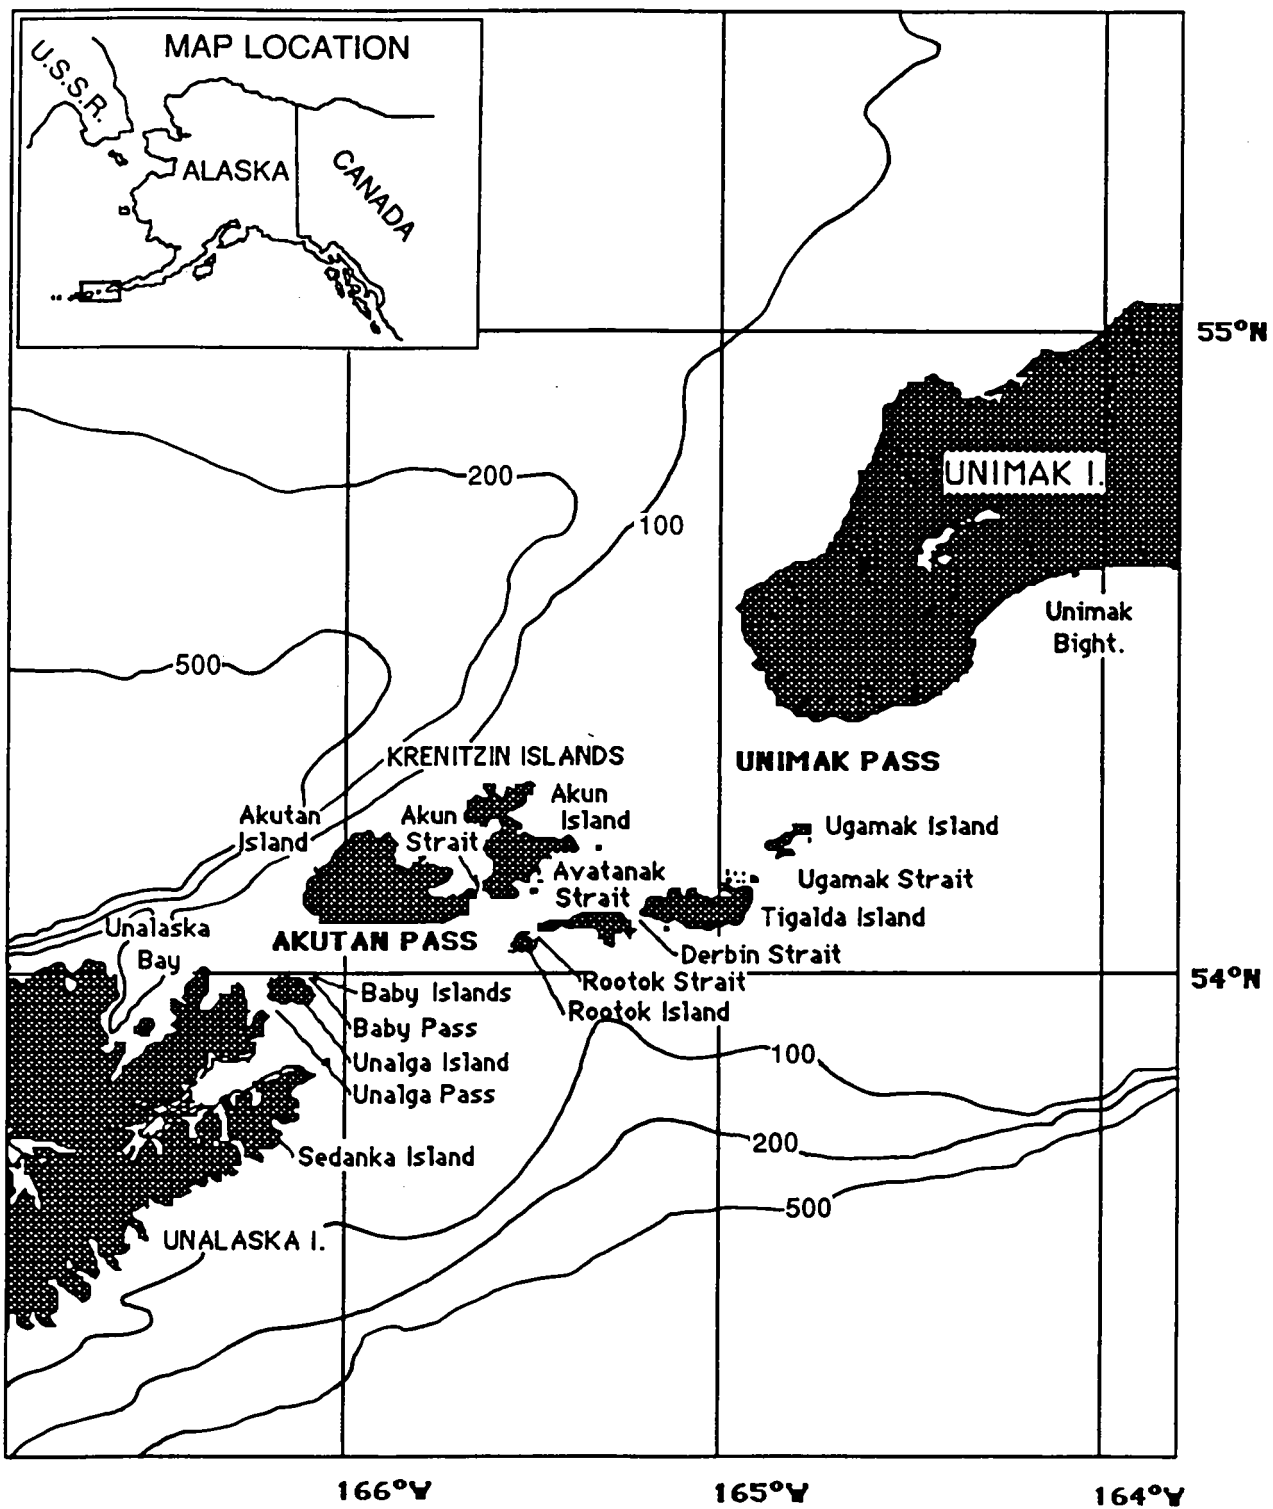 MAP LOCATION
U.S.S.R.
ALASKA
CANADA
55°N
200
UNIMAK I.
100
Unimak
Bight.
500
KRENITZIN ISLANDS
UNIMAK PASS
Akutan
Island
Akun
Strait
Akun
Island
Ugamak Island
Avatanak
Strait
Ugamak Strait
Tigalda Island
Unalaska
Bay
AKUTAN PASS
Derbin Strait
Rootok Strait
54°N
Baby Islands
Rootok Island
Baby Pass
100
Unalga Island
Unalga Pass
200
Sedanka Island
500
UNALASKA I.
166°W
165°W
164°W